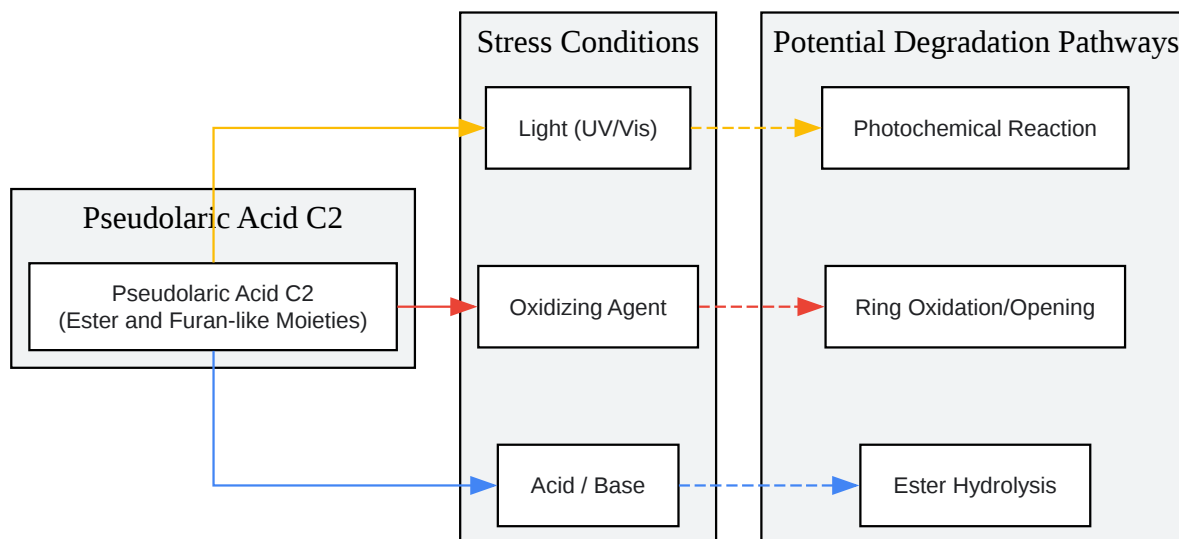 Stress Conditions
Potential Degradation Pathways
Light (UV/Vis)
Photochemical Reaction
Pseudolaric Acid C2
Pseudolaric Acid C2
(Ester and Furan-like Moieties)
Oxidizing Agent
Ring Oxidation/Opening
Acid / Base
Ester Hydrolysis